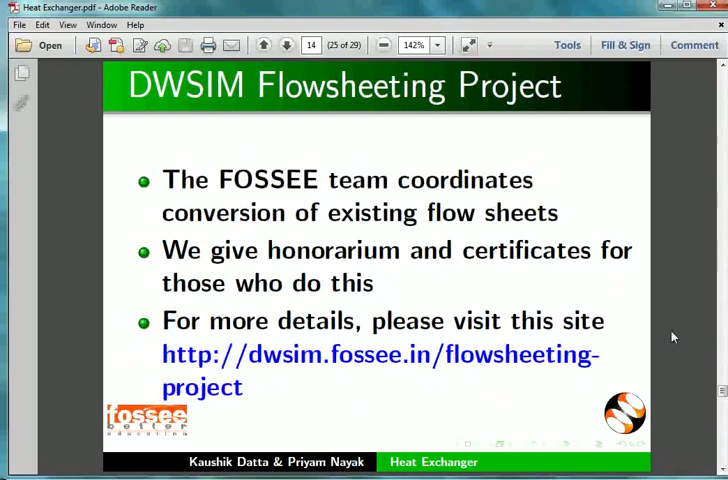 Heat Exchanger.pdf - Adobe Reader
File Edit View Window Help
Open 14 (25 of 29) 142% Tools Fill & Sign Comment
DWSIM Flowsheeting Project
The FOSSEE team coordinates
conversion of existing flow sheets
We give honorarium and certificates for
those who do this
For more details, please visit this site
http://dwsim.fossee.in/flowsheeting-
project
fossee
better
education
Kaushik Datta & Priyam Nayak Heat Exchanger